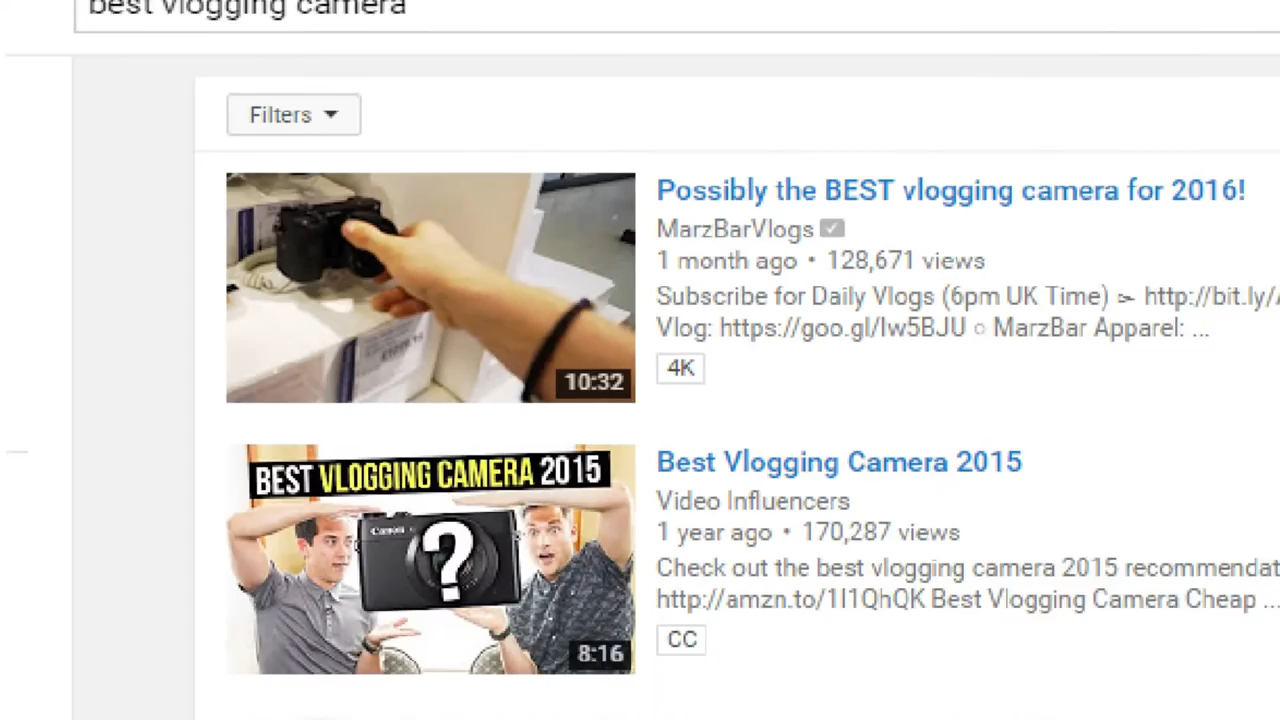 best vlogging camera
Filters
Possibly the BEST vlogging camera for 2016!
MarzBarVlogs
1 month ago • 128,671 views
Subscribe for Daily Vlogs (6pm UK Time) ➣ http://bit.ly/
Vlog: https://goo.gl/Iw5BJU ○ MarzBar Apparel: ...
4K
10:32
BEST VLOGGING CAMERA 2015
Canon
?
8:16
Best Vlogging Camera 2015
Video Influencers
1 year ago • 170,287 views
Check out the best vlogging camera 2015 recommendat
http://amzn.to/1I1QhQK Best Vlogging Camera Cheap ...
CC